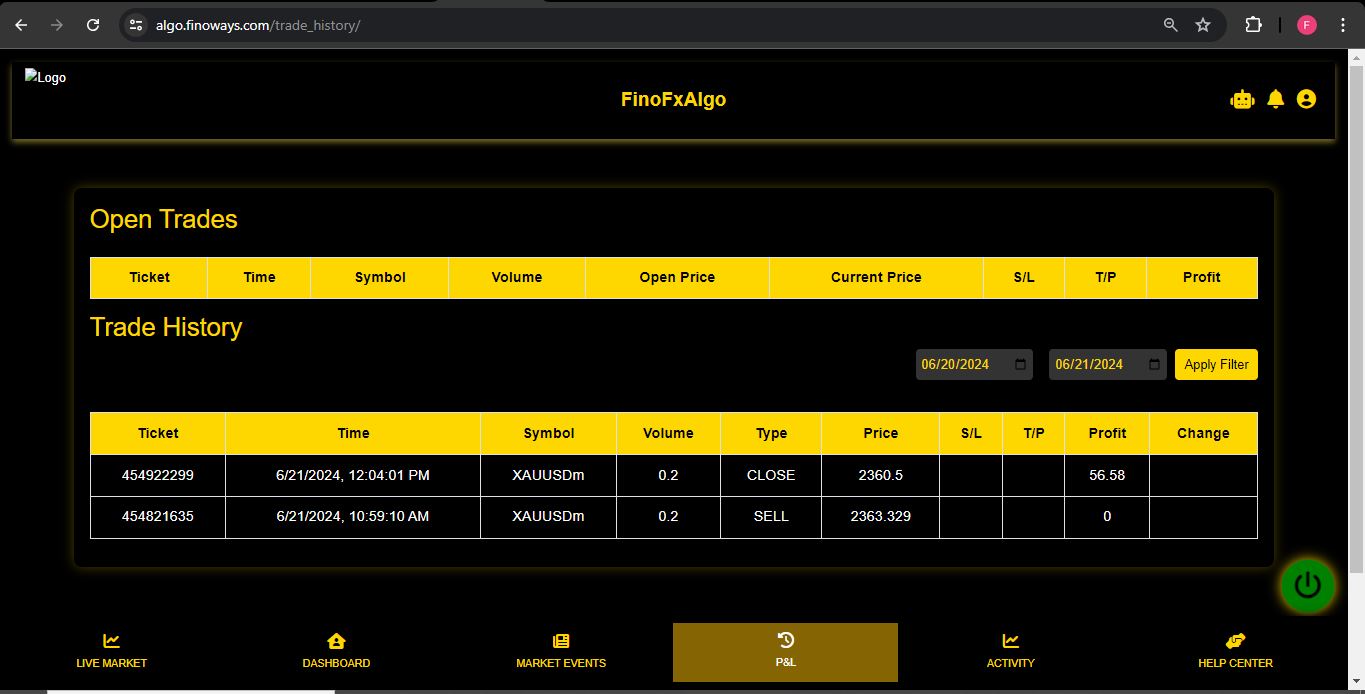 algo.finoways.com/trade_history/
F
Logo
FinoFxAlgo
Open Trades
Ticket Time Symbol Volume Open Price Current Price S/L T/P Profit
Trade History
06/20/2024 06/21/2024 Apply Filter
Ticket Time Symbol Volume Type Price S/L T/P Profit Change
454922299 6/21/2024, 12:04:01 PM XAUUSDm 0.2 CLOSE 2360.5 56.58
454821635 6/21/2024, 10:59:10 AM XAUUSDm 0.2 SELL 2363.329 0
LIVE MARKET DASHBOARD MARKET EVENTS P&L ACTIVITY HELP CENTER